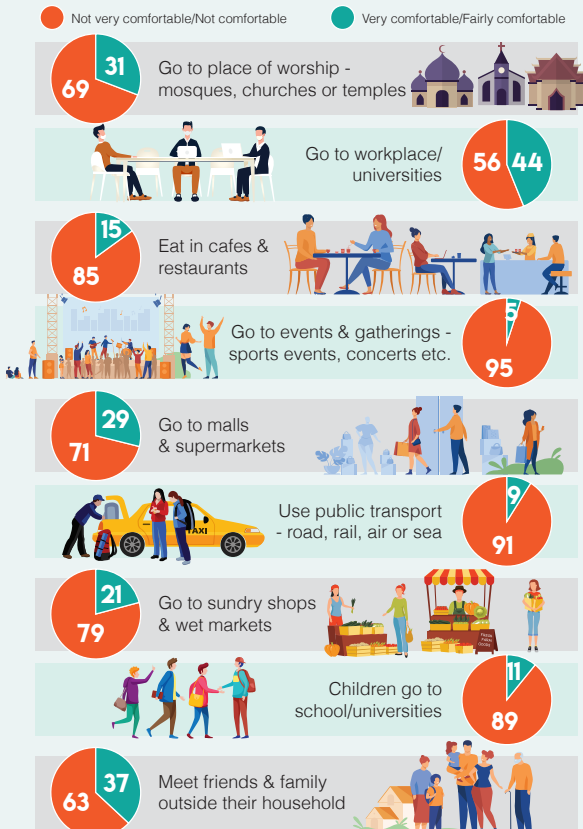 Not very comfortable/Not comfortable
Very comfortable/Fairly comfortable
31
69
Go to place of worship -
mosques, churches or temples
Go to workplace/
universities
56
44
15
85
Eat in cafes &
restaurants
Go to events & gatherings -
sports events, concerts etc.
5
95
29
71
Go to malls
& supermarkets
TAXI
Use public transport
- road, rail, air or sea
9
91
21
79
Go to sundry shops
& wet markets
Children go to
school/universities
11
89
37
63
Meet friends & family
outside their household